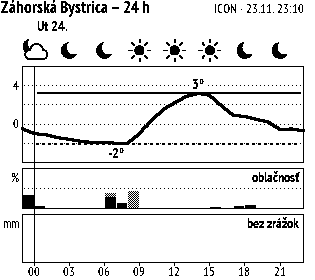 Záhorská Bystrica – 24 h
ICON - 23.11. 23:10
Ut 24.
4
3°
0
-2°
%
oblačnosť
mm
bez zrážok
00 03 06 09 12 15 18 21